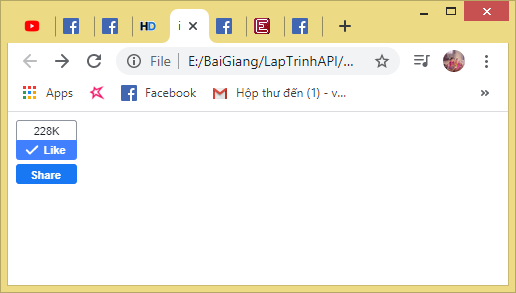 HD
i
File
E:/BaiGiang/LapTrinhAPI/...
Apps
Facebook
Hộp thư đến (1) - v...
228K
Like
Share